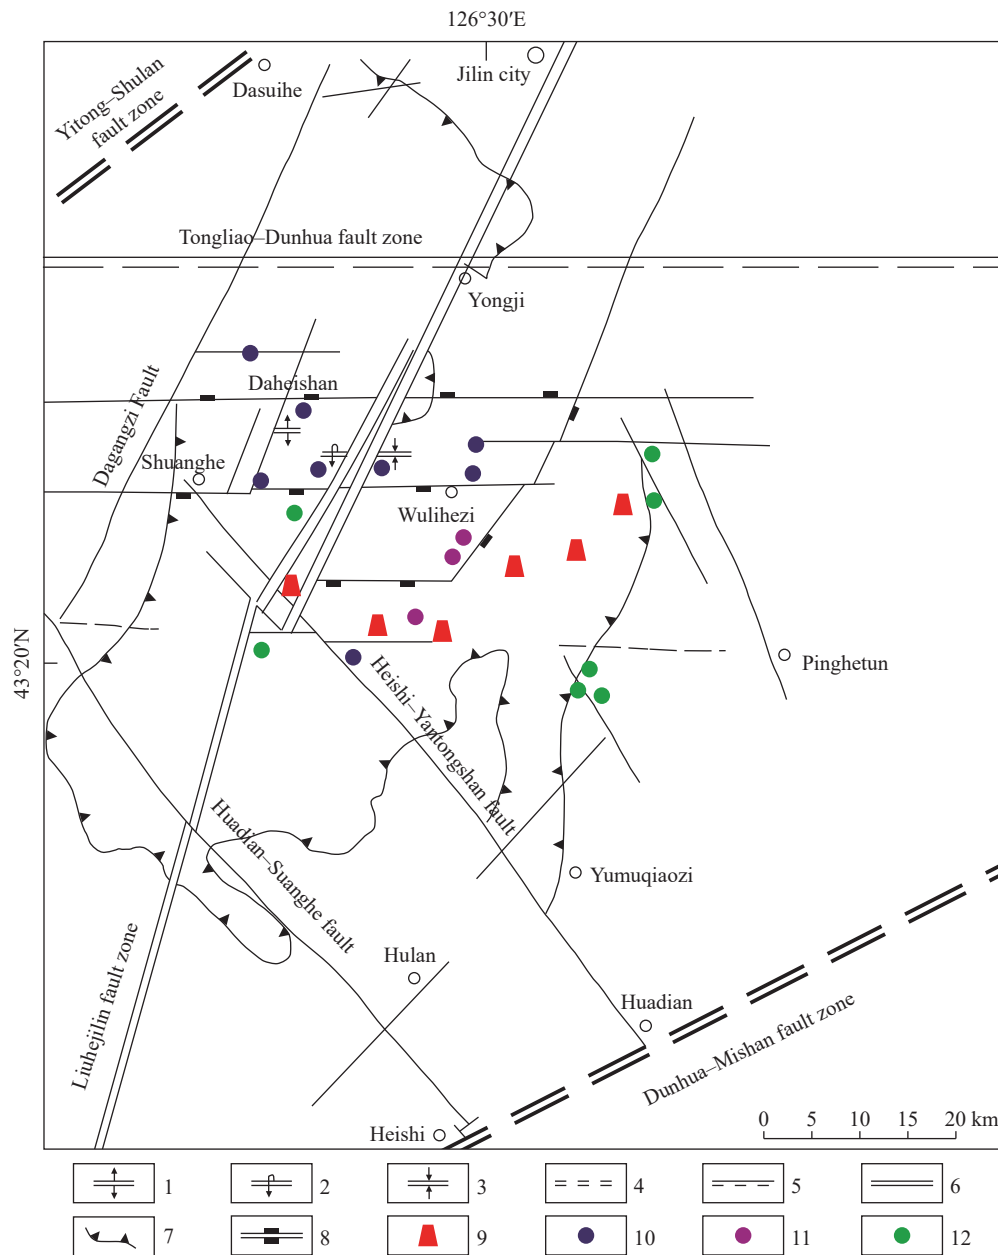 126°30′E
Jilin city
Dasuihe
Yitong–Shulan
fault zone
Tongliao–Dunhua fault zone
Yongji
Daheishan
Dagangzi Fault
Shuanghe
Wulihezi
43°20′N
Pinghetun
Heishi–Yantongshan fault
Huadian–Suanghe fault
Yumuqiaozi
Liuhejilin fault zone
Hulan
Huadian
Dunhua–Mishan fault zone
Heishi
0 5 10 15 20 km
1 2 3 4 5 6
7 8 9 10 11 12